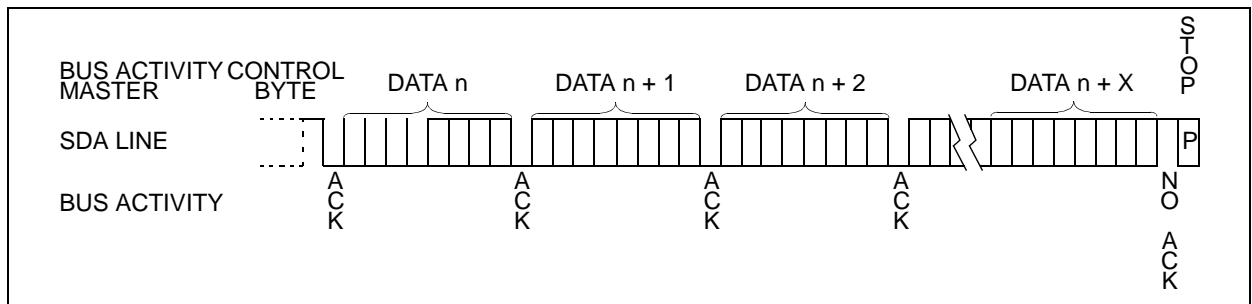 STOP
BUS ACTIVITY CONTROL
MASTER BYTE DATA n DATA n + 1 DATA n + 2 DATA n + X
SDA LINE P
BUS ACTIVITY ACK ACK ACK ACK NO ACK